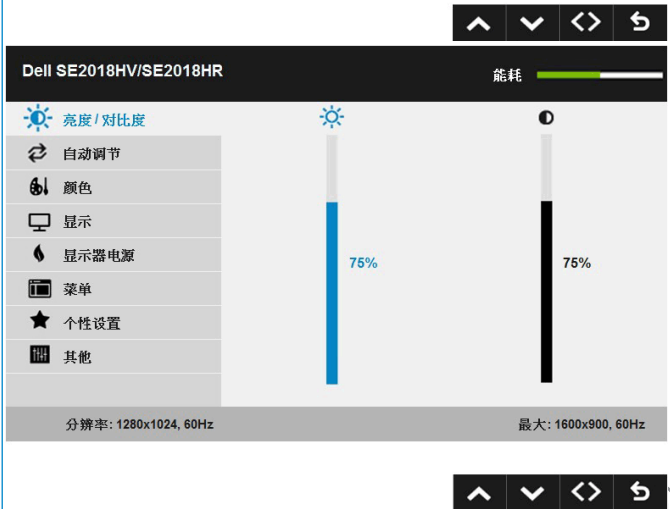 Dell SE2018HV/SE2018HR
能耗
亮度/对比度
自动调节
颜色
显示
显示器电源
75%
75%
菜单
个性设置
其他
分辨率: 1280x1024, 60Hz
最大: 1600x900, 60Hz